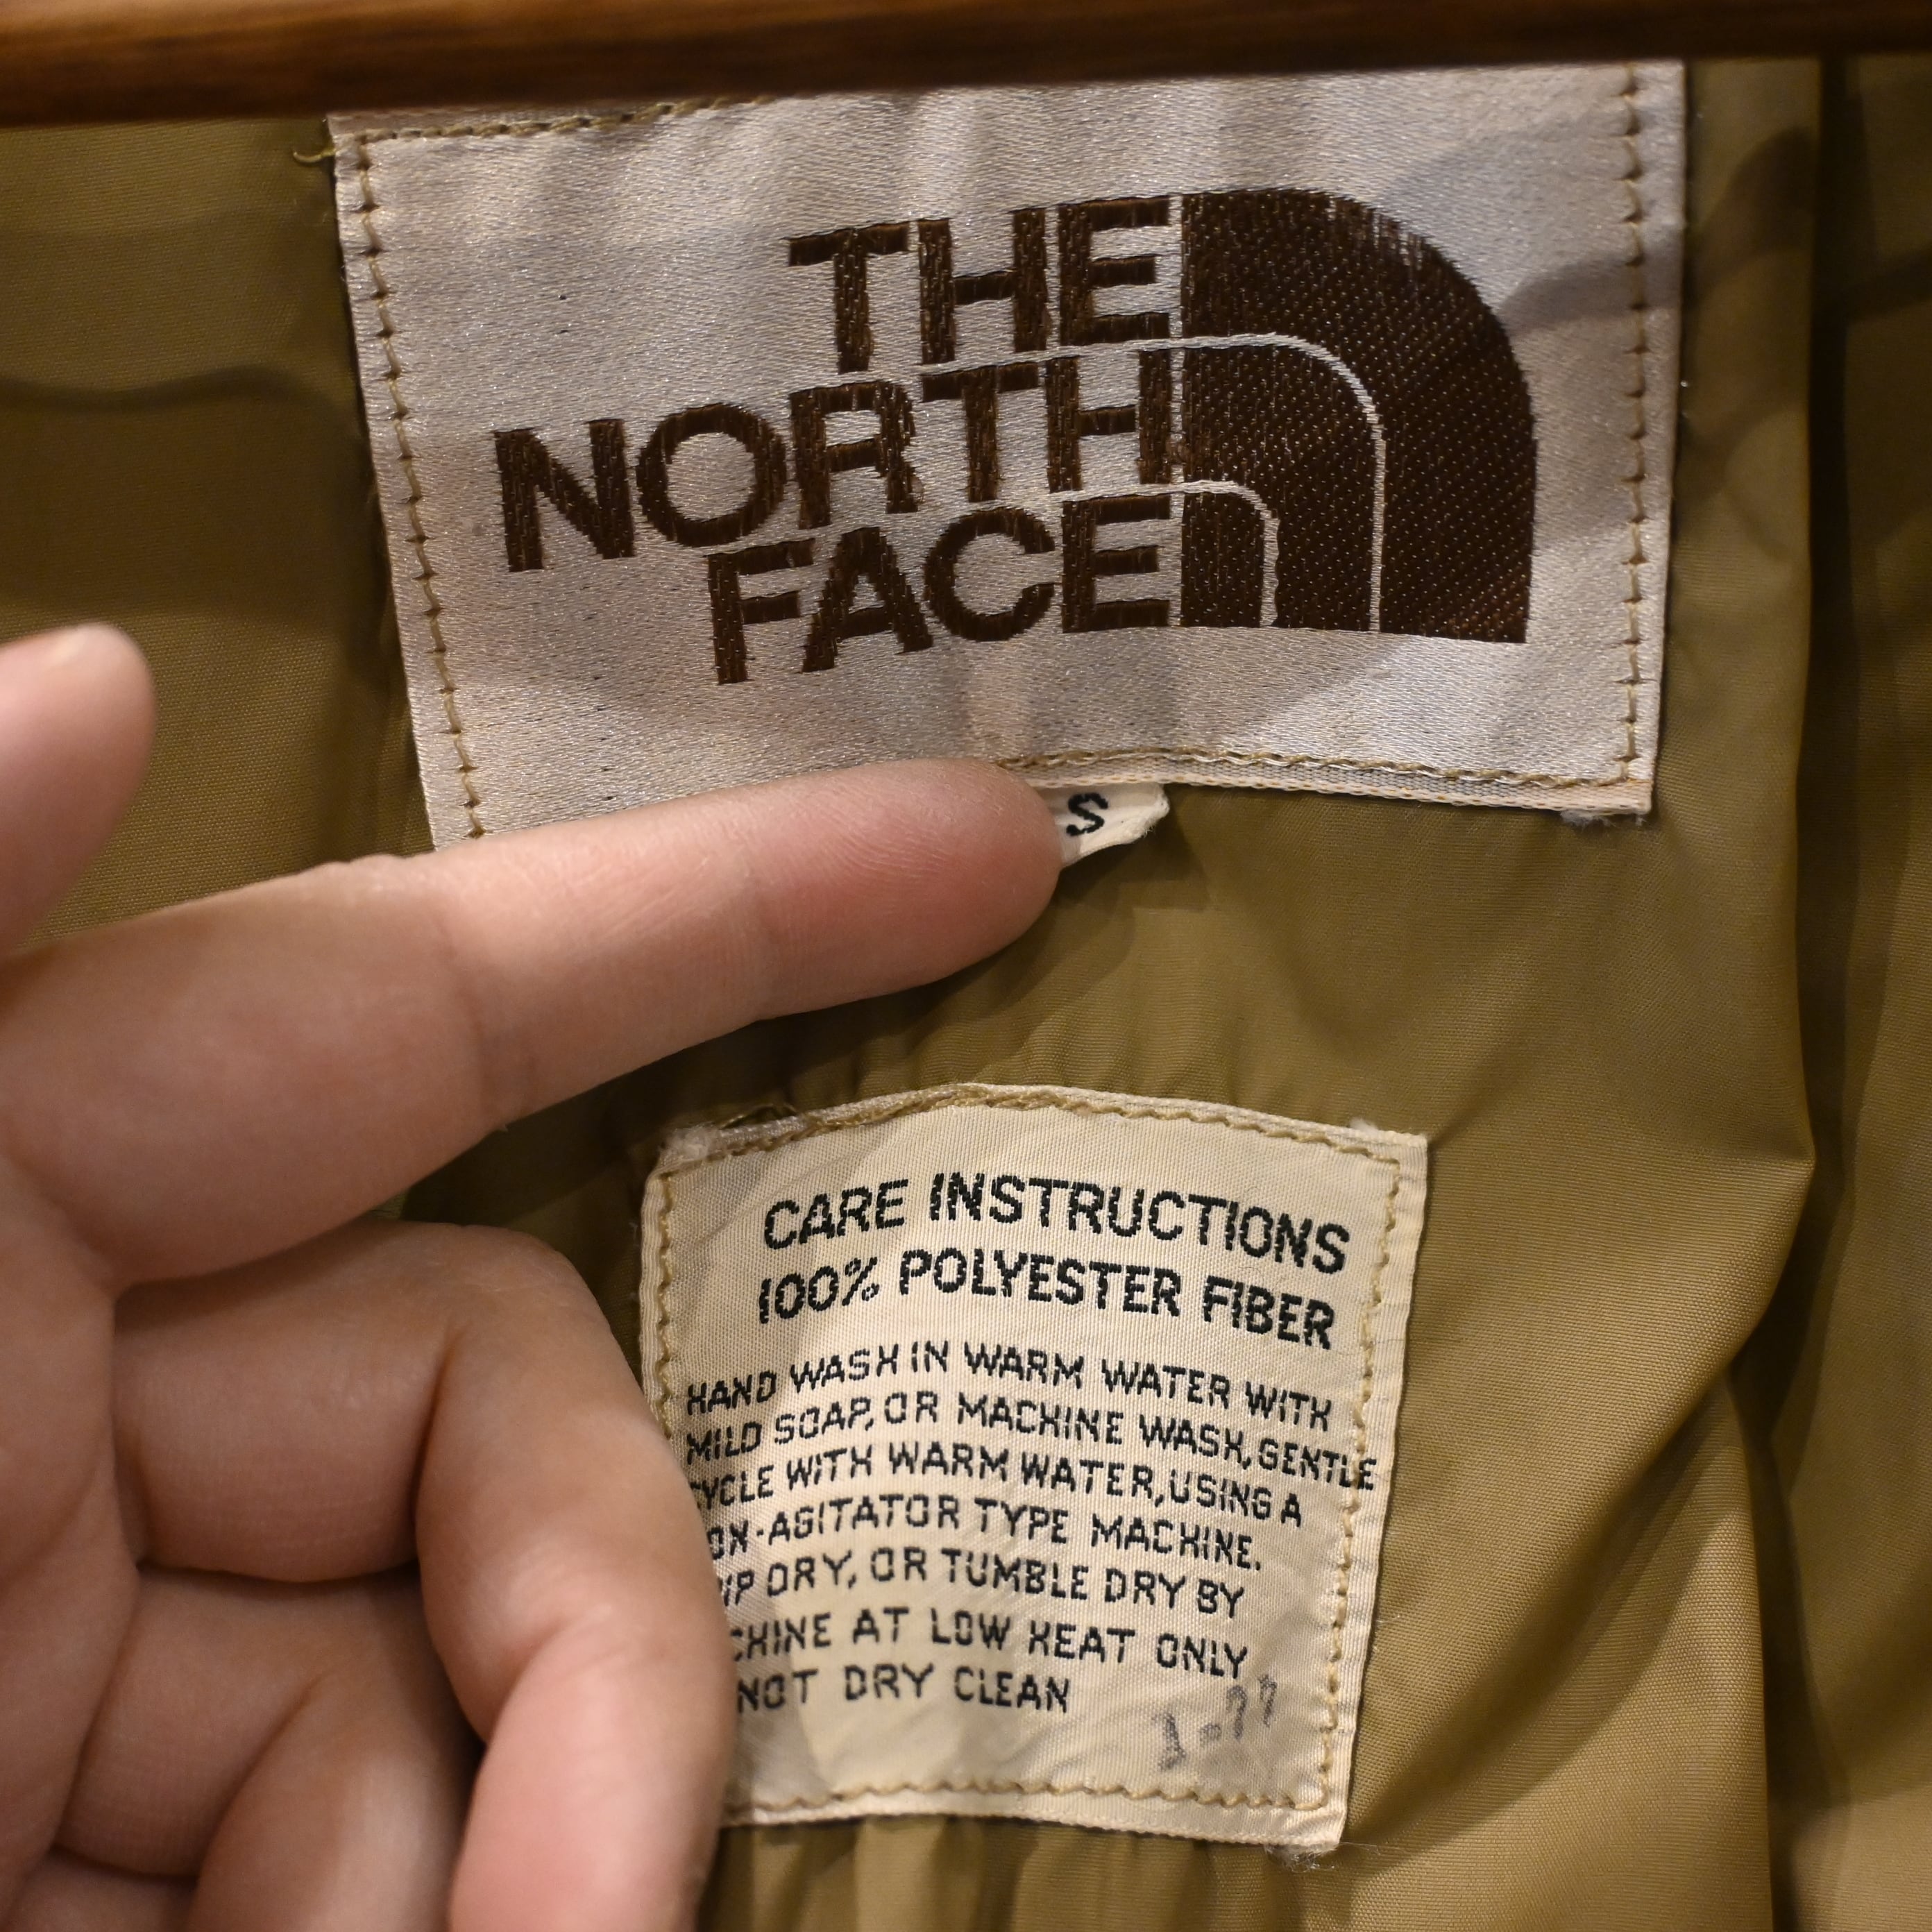 THE
NORTH
FACE
S
CARE INSTRUCTIONS
100% POLYESTER FIBER
HAND WASH IN WARM WATER WITH
MILD SOAP, OR MACHINE WASH, GENTLE
YCLE WITH WARM WATER, USING A
ON-AGITATOR TYPE MACHINE.
IP DRY, OR TUMBLE DRY BY
CHINE AT LOW HEAT ONLY
NOT DRY CLEAN